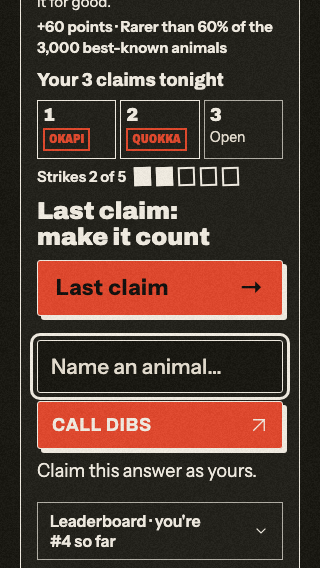 it for good.
+60 points · Rarer than 60% of the
3,000 best-known animals
Your 3 claims tonight
1
OKAPI
2
QUOKKA
3
Open
Strikes 2 of 5
Last claim:
make it count
Last claim →
Name an animal...
CALL DIBS
Claim this answer as yours.
Leaderboard · you're
#4 so far